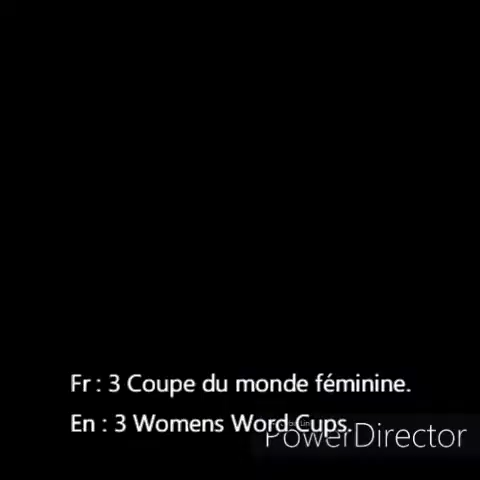 Fr : 3 Coupe du monde féminine.
En : 3 Womens Word Cups.
PowerDirector